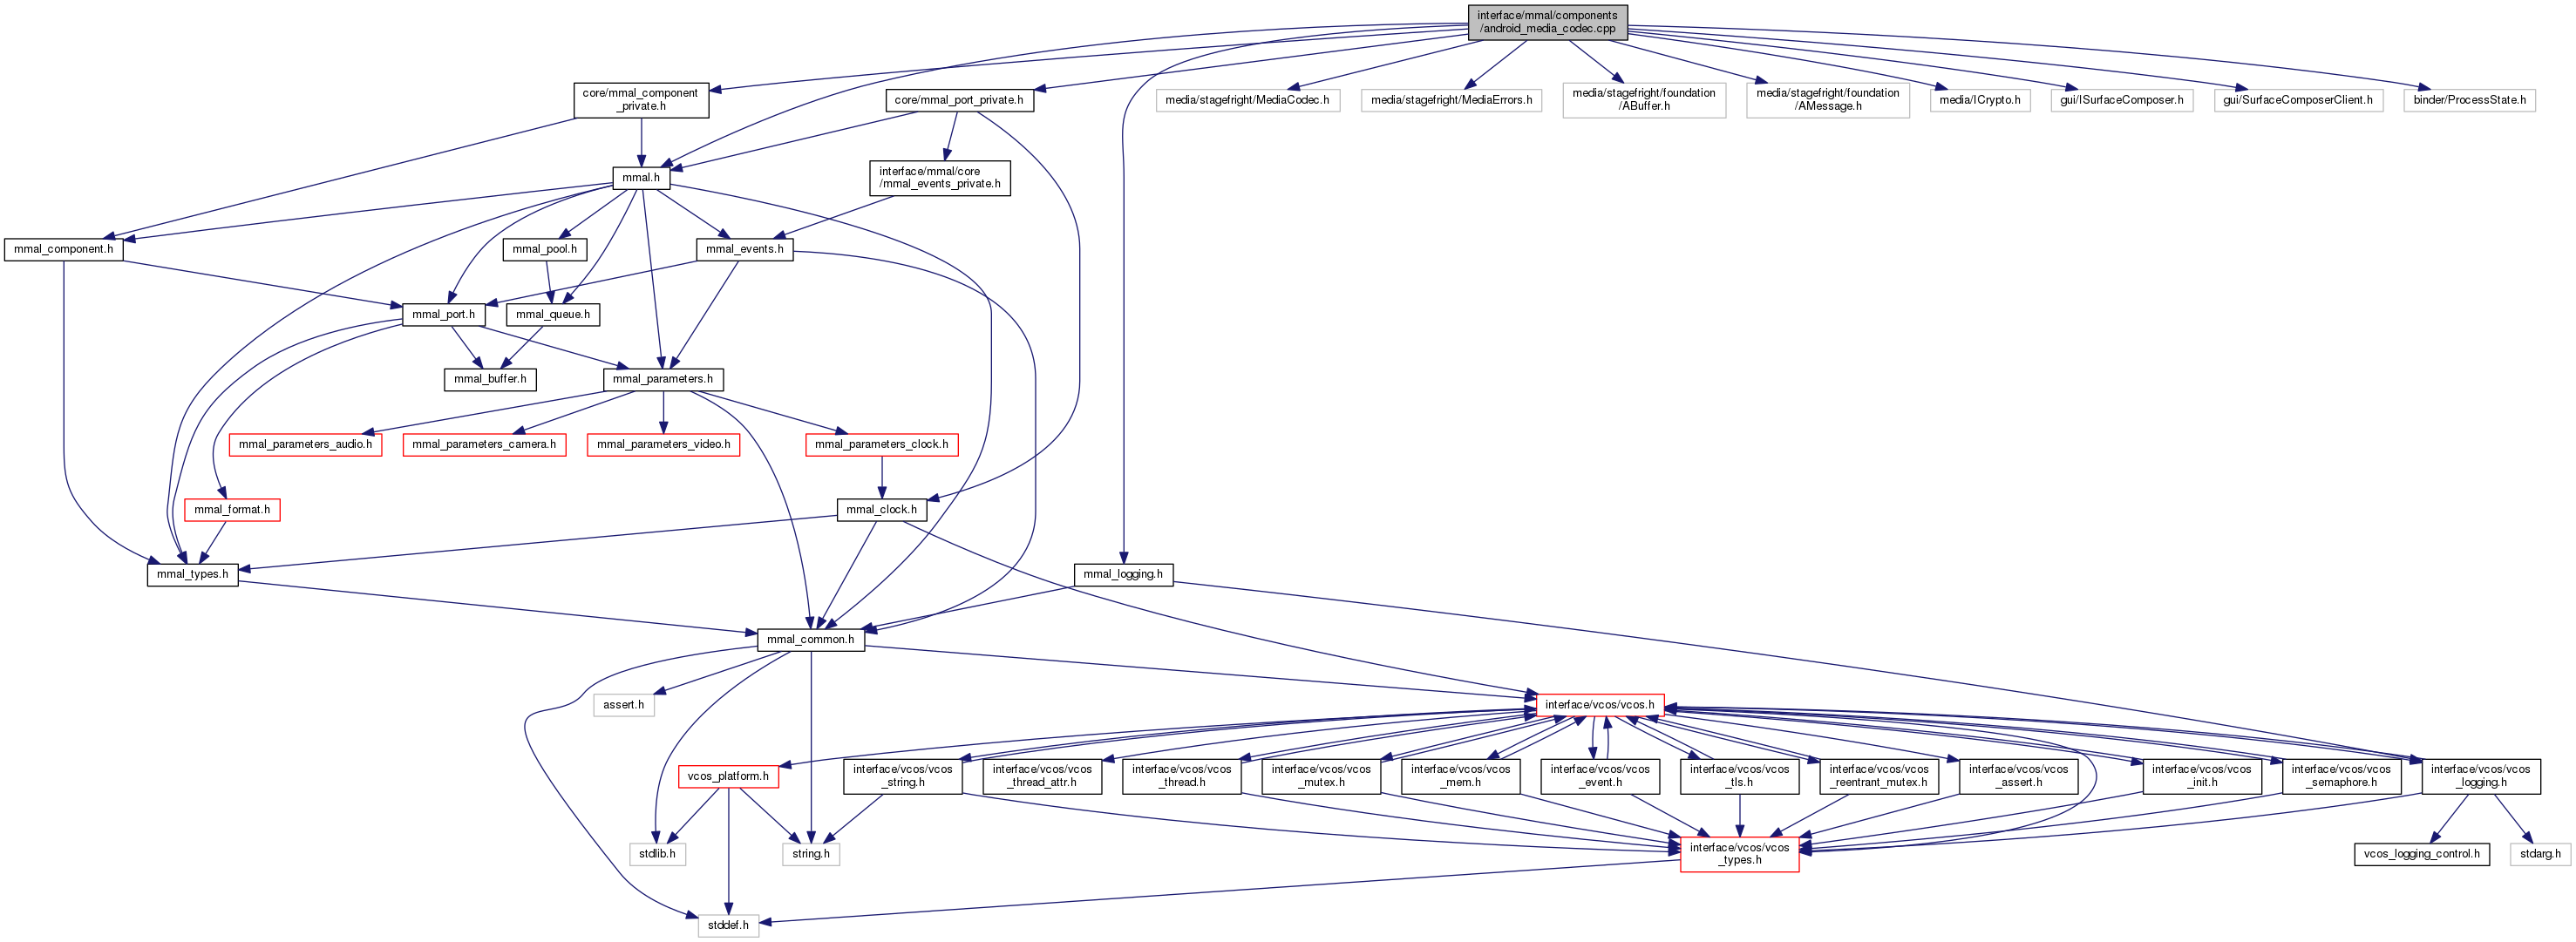 interface/mmal/components
/android_media_codec.cpp
core/mmal_component
_private.h
core/mmal_port_private.h
media/stagefright/MediaCodec.h
media/stagefright/MediaErrors.h
media/stagefright/foundation
/ABuffer.h
media/stagefright/foundation
/AMessage.h
media/ICrypto.h
gui/ISurfaceComposer.h
gui/SurfaceComposerClient.h
binder/ProcessState.h
mmal.h
interface/mmal/core
/mmal_events_private.h
mmal_component.h
mmal_pool.h
mmal_events.h
mmal_port.h
mmal_queue.h
mmal_buffer.h
mmal_parameters.h
mmal_parameters_audio.h
mmal_parameters_camera.h
mmal_parameters_video.h
mmal_parameters_clock.h
mmal_format.h
mmal_clock.h
mmal_types.h
mmal_logging.h
mmal_common.h
assert.h
interface/vcos/vcos.h
vcos_platform.h
interface/vcos/vcos
_string.h
interface/vcos/vcos
_thread_attr.h
interface/vcos/vcos
_thread.h
interface/vcos/vcos
_mutex.h
interface/vcos/vcos
_mem.h
interface/vcos/vcos
_event.h
interface/vcos/vcos
_tls.h
interface/vcos/vcos
_reentrant_mutex.h
interface/vcos/vcos
_assert.h
interface/vcos/vcos
_init.h
interface/vcos/vcos
_semaphore.h
interface/vcos/vcos
_logging.h
stdlib.h
string.h
interface/vcos/vcos
_types.h
vcos_logging_control.h
stdarg.h
stddef.h